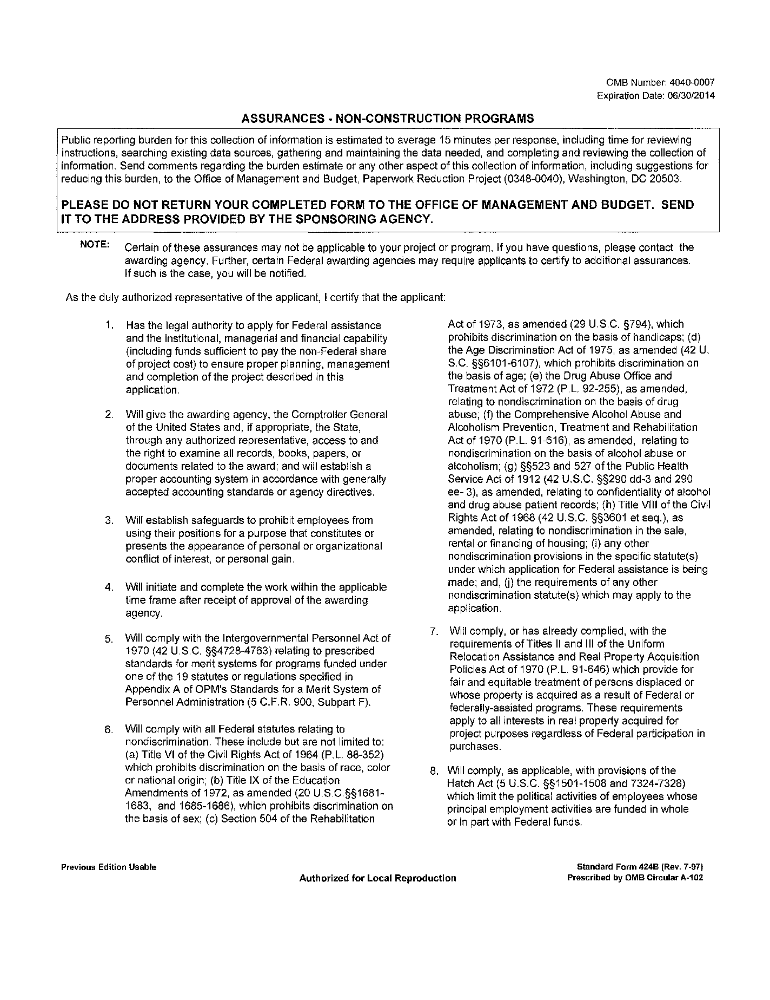 OMB Number: 4040-0007
Expiration Date: 06/30/2014
ASSURANCES - NON-CONSTRUCTION PROGRAMS
Public reporting burden for this collection of information is estimated to average 15 minutes per response, including time for reviewing
instructions, searching existing data sources, gathering and maintaining the data needed, and completing and reviewing the collection of
information. Send comments regarding the burden estimate or any other aspect of this collection of information, including suggestions for
reducing this burden, to the Office of Management and Budget, Paperwork Reduction Project (0348-0040), Washington, DC 20503.
PLEASE DO NOT RETURN YOUR COMPLETED FORM TO THE OFFICE OF MANAGEMENT AND BUDGET. SEND
IT TO THE ADDRESS PROVIDED BY THE SPONSORING AGENCY.
NOTE: Certain of these assurances may not be applicable to your project or program. If you have questions, please contact the
awarding agency. Further, certain Federal awarding agencies may require applicants to certify to additional assurances.
If such is the case, you will be notified.
As the duly authorized representative of the applicant, I certify that the applicant:
1. Has the legal authority to apply for Federal assistance
and the institutional, managerial and financial capability
(including funds sufficient to pay the non-Federal share
of project cost) to ensure proper planning, management
and completion of the project described in this
application.
2. Will give the awarding agency, the Comptroller General
of the United States and, if appropriate, the State,
through any authorized representative, access to and
the right to examine all records, books, papers, or
documents related to the award; and will establish a
proper accounting system in accordance with generally
accepted accounting standards or agency directives.
3. Will establish safeguards to prohibit employees from
using their positions for a purpose that constitutes or
presents the appearance of personal or organizational
conflict of interest, or personal gain.
4. Will initiate and complete the work within the applicable
time frame after receipt of approval of the awarding
agency.
5. Will comply with the Intergovernmental Personnel Act of
1970 (42 U.S.C. §§4728-4763) relating to prescribed
standards for merit systems for programs funded under
one of the 19 statutes or regulations specified in
Appendix A of OPM's Standards for a Merit System of
Personnel Administration (5 C.F.R. 900, Subpart F).
6. Will comply with all Federal statutes relating to
nondiscrimination. These include but are not limited to:
(a) Title VI of the Civil Rights Act of 1964 (P.L. 88-352)
which prohibits discrimination on the basis of race, color
or national origin; (b) Title IX of the Education
Amendments of 1972, as amended (20 U.S.C.§§1681-
1683, and 1685-1686), which prohibits discrimination on
the basis of sex; (c) Section 504 of the Rehabilitation
Act of 1973, as amended (29 U.S.C. §794), which
prohibits discrimination on the basis of handicaps; (d)
the Age Discrimination Act of 1975, as amended (42 U.
S.C. §§6101-6107), which prohibits discrimination on
the basis of age; (e) the Drug Abuse Office and
Treatment Act of 1972 (P.L. 92-255), as amended,
relating to nondiscrimination on the basis of drug
abuse; (f) the Comprehensive Alcohol Abuse and
Alcoholism Prevention, Treatment and Rehabilitation
Act of 1970 (P.L. 91-616), as amended, relating to
nondiscrimination on the basis of alcohol abuse or
alcoholism; (g) §§523 and 527 of the Public Health
Service Act of 1912 (42 U.S.C. §§290 dd-3 and 290
ee- 3), as amended, relating to confidentiality of alcohol
and drug abuse patient records; (h) Title VIII of the Civil
Rights Act of 1968 (42 U.S.C. §§3601 et seq.), as
amended, relating to nondiscrimination in the sale,
rental or financing of housing; (i) any other
nondiscrimination provisions in the specific statute(s)
under which application for Federal assistance is being
made; and, (j) the requirements of any other
nondiscrimination statute(s) which may apply to the
application.
7. Will comply, or has already complied, with the
requirements of Titles II and III of the Uniform
Relocation Assistance and Real Property Acquisition
Policies Act of 1970 (P.L. 91-646) which provide for
fair and equitable treatment of persons displaced or
whose property is acquired as a result of Federal or
federally-assisted programs. These requirements
apply to all interests in real property acquired for
project purposes regardless of Federal participation in
purchases.
8. Will comply, as applicable, with provisions of the
Hatch Act (5 U.S.C. §§1501-1508 and 7324-7328)
which limit the political activities of employees whose
principal employment activities are funded in whole
or in part with Federal funds.
Previous Edition Usable
Authorized for Local Reproduction
Standard Form 424B (Rev. 7-97)
Prescribed by OMB Circular A-102